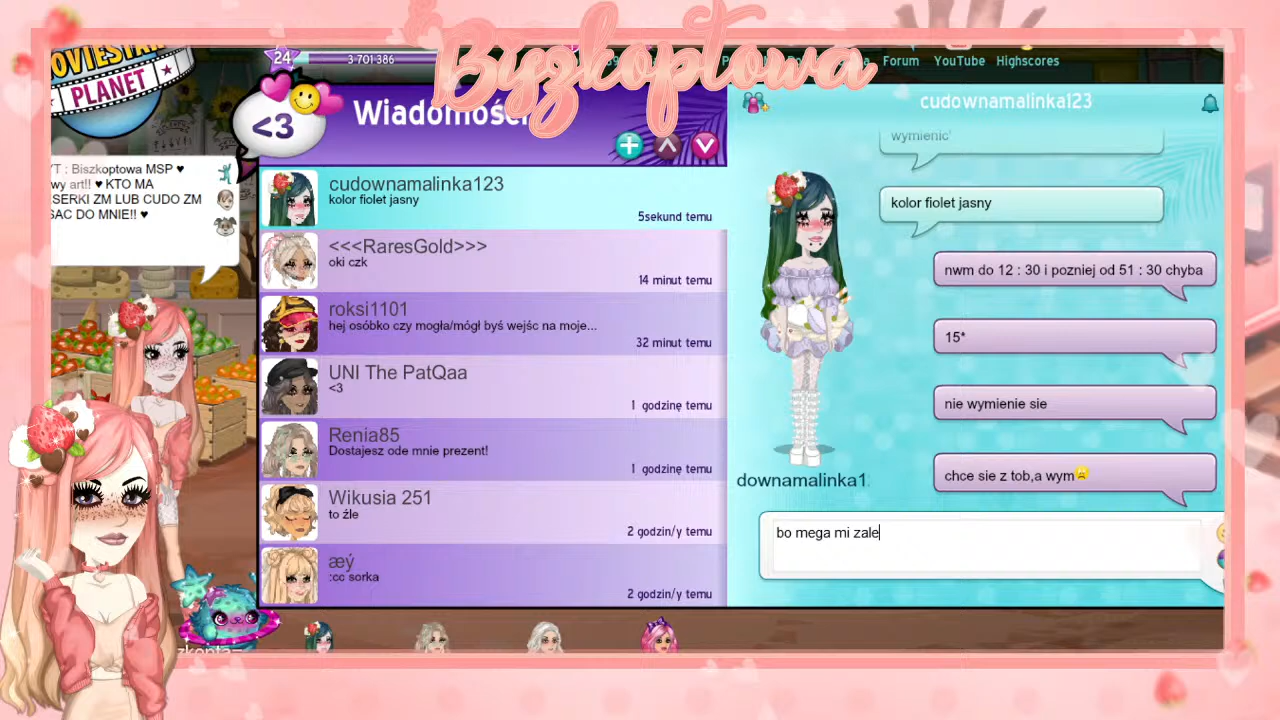 Biszkoptowa
MOVIESTAR
PLANET
24
3 701 386
Forum
YouTube
Highscores
<3
Wiadomości
cudownamalinka123
YT : Biszkoptowa MSP ♥
wy art!! ♥ KTO MA
SERKI ZM LUB CUDO ZM
SAC DO MNIE!! ♥
cudownamalinka123
kolor fiolet jasny
5sekund temu
<<<RaresGold>>>
oki czk
14 minut temu
roksi1101
hej osóbko czy mogła/mógł byś wejśc na moje...
32 minut temu
UNI The PatQaa
<3
1 godzinę temu
Renia85
Dostajesz ode mnie prezent!
1 godzinę temu
Wikusia 251
to źle
2 godzin/y temu
æý
:cc sorka
2 godzin/y temu
wymienic'
kolor fiolet jasny
nwm do 12 : 30 i pozniej od 51 : 30 chyba
15*
nie wymienie sie
chce sie z tob,a wym
downamalinka1
bo mega mi zale